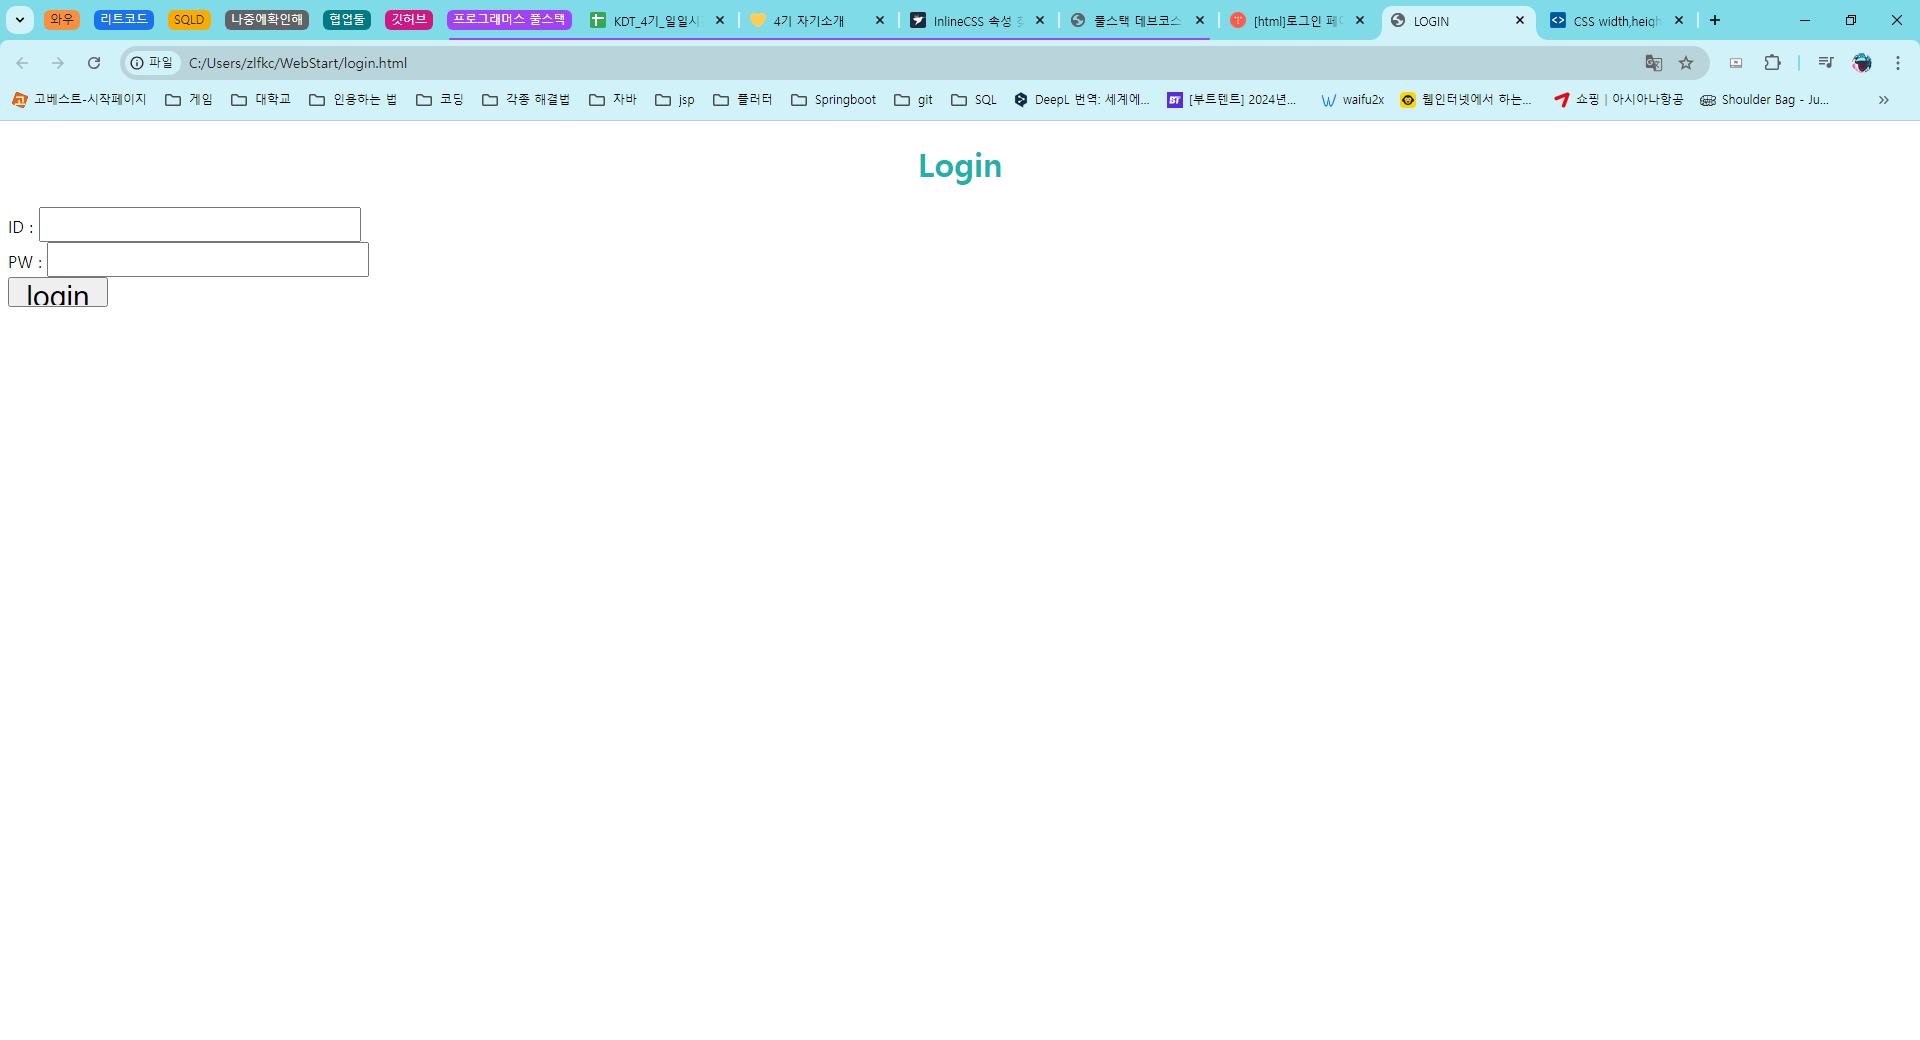 와우 리트코드 SQLD 나중에확인해 협업툴 깃허브 프로그래머스 풀스택 KDT_4기_일일시 4기 자기소개 InlineCSS 속성 풀스택 데브코스 [html]로그인 페 LOGIN CSS width,heigh
파일 C:/Users/zlfkc/WebStart/login.html
고베스트-시작페이지 게임 대학교 인용하는 법 코딩 각종 해결법 자바 jsp 플러터 Springboot git SQL DeepL 번역: 세계에... [부트텐트] 2024년... waifu2x 웹인터넷에서 하는... 쇼핑 | 아시아나항공 Shoulder Bag - Ju...
Login
ID :
PW :
login